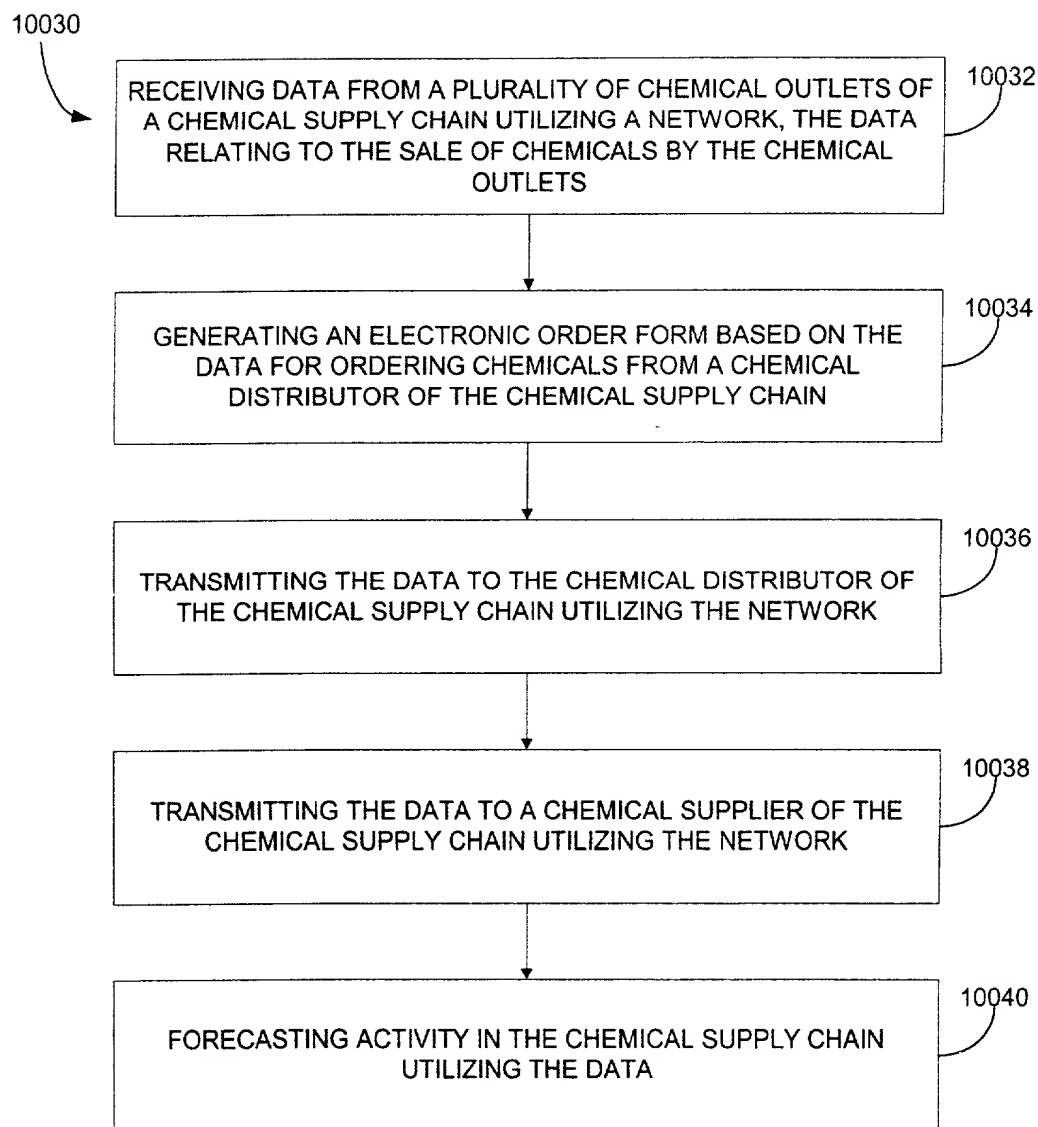 10030
RECEIVING DATA FROM A PLURALITY OF CHEMICAL OUTLETS OF
A CHEMICAL SUPPLY CHAIN UTILIZING A NETWORK, THE DATA
RELATING TO THE SALE OF CHEMICALS BY THE CHEMICAL
OUTLETS
10032
GENERATING AN ELECTRONIC ORDER FORM BASED ON THE
DATA FOR ORDERING CHEMICALS FROM A CHEMICAL
DISTRIBUTOR OF THE CHEMICAL SUPPLY CHAIN
10034
TRANSMITTING THE DATA TO THE CHEMICAL DISTRIBUTOR OF
THE CHEMICAL SUPPLY CHAIN UTILIZING THE NETWORK
10036
TRANSMITTING THE DATA TO A CHEMICAL SUPPLIER OF THE
CHEMICAL SUPPLY CHAIN UTILIZING THE NETWORK
10038
FORECASTING ACTIVITY IN THE CHEMICAL SUPPLY CHAIN
UTILIZING THE DATA
10040